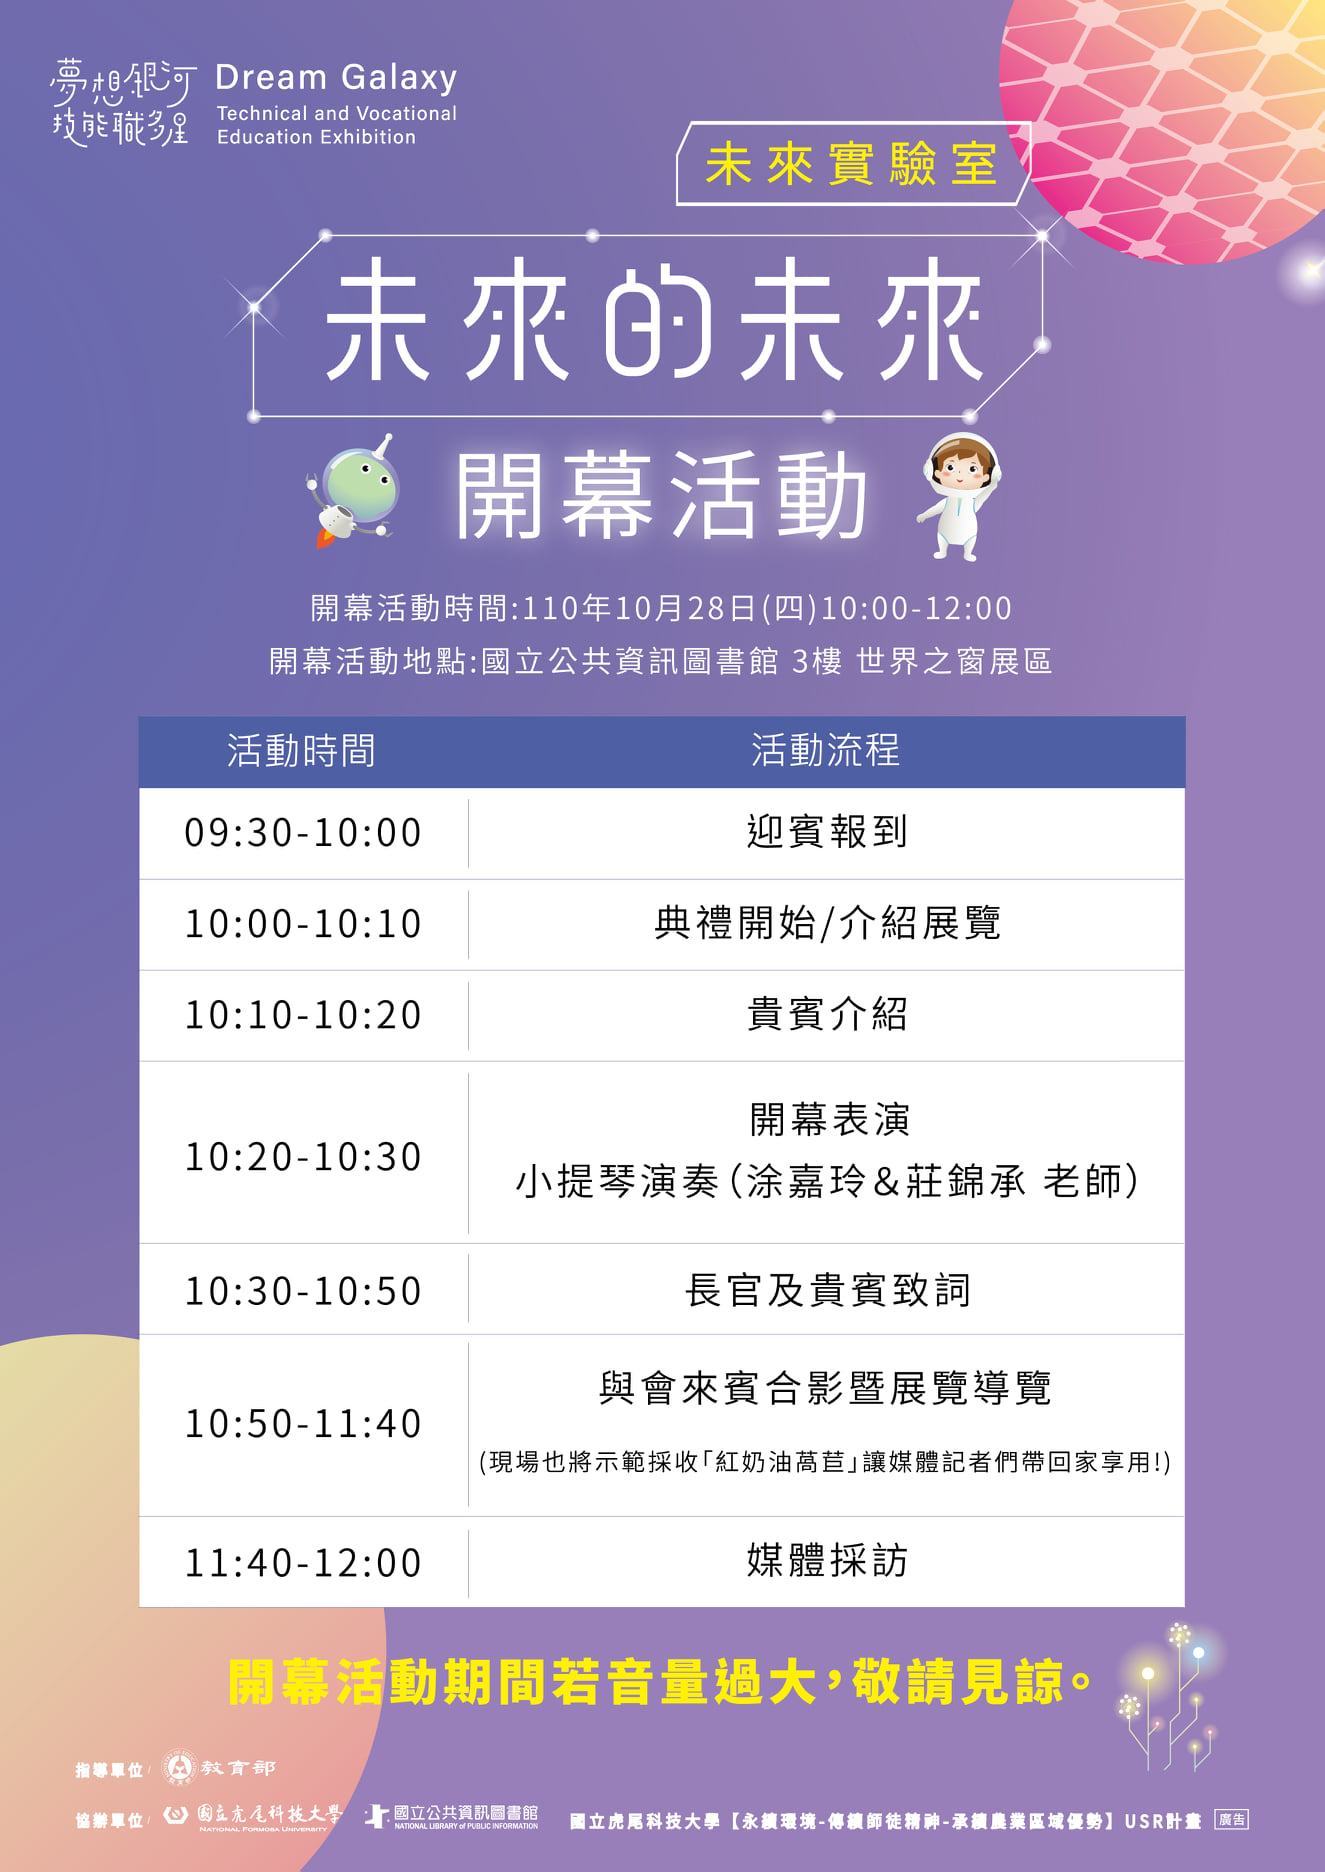 夢想銀河
技能職多星
Dream Galaxy
Technical and Vocational
Education Exhibition
未來實驗室
未來的未來
開幕活動
開幕活動時間:110年10月28日(四)10:00-12:00
開幕活動地點:國立公共資訊圖書館 3樓 世界之窗展區
活動時間 活動流程
09:30-10:00 迎賓報到
10:00-10:10 典禮開始/介紹展覽
10:10-10:20 貴賓介紹
10:20-10:30 開幕表演
小提琴演奏(涂嘉玲&莊錦承 老師)
10:30-10:50 長官及貴賓致詞
10:50-11:40 與會來賓合影暨展覽導覽
(現場也將示範採收「紅奶油萵苣」讓媒體記者們帶回家享用!)
11:40-12:00 媒體採訪
開幕活動期間若音量過大,敬請見諒。
指導單位/ 教育部
協辦單位/ 國立虎尾科技大學 國立公共資訊圖書館 國立虎尾科技大學【永續環境-傳續師徒精神-承續農業區域優勢】USR計畫 廣告
NATIONAL FORMOSA UNIVERSITY NATIONAL LIBRARY of PUBLIC INFORMATION